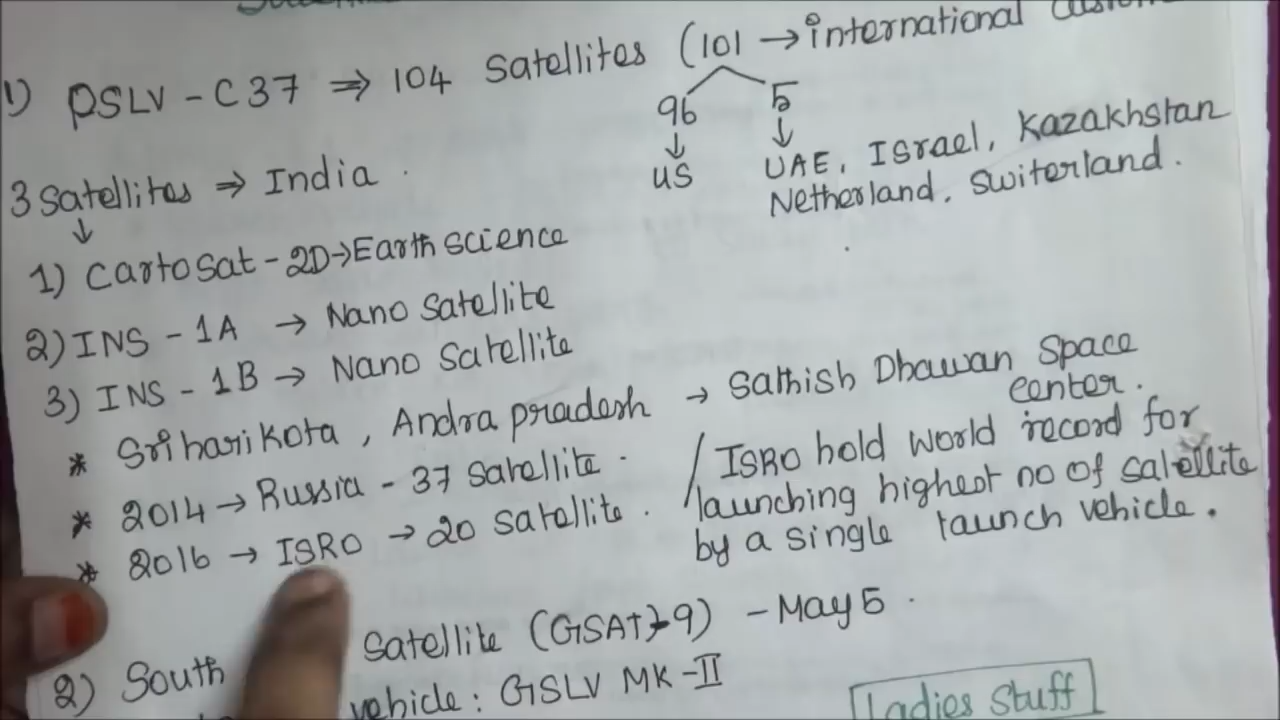 1) PSLV - C37 ⇒ 104 Satellites (101 → international
96 5
↓ ↓
US UAE, Israel, Kazakhstan
Netherland, Switerland.
3 Satellites ⇒ India
↓
1) Cartosat - 2D → Earth science
2) INS - 1A → Nano Satellite
3) INS - 1B → Nano Satellite
* Sriharikota, Andra pradesh → Sathish Dhawan Space
center.
* 2014 → Russia - 37 Satellite.
* 2016 → ISRO → 20 Satellite.
/ISRO hold world record for
launching highest no of satellite
by a single launch vehicle.
2) South Satellite (GSAT-9) - May 5.
vehicle: GSLV MK-II
Ladies Stuff